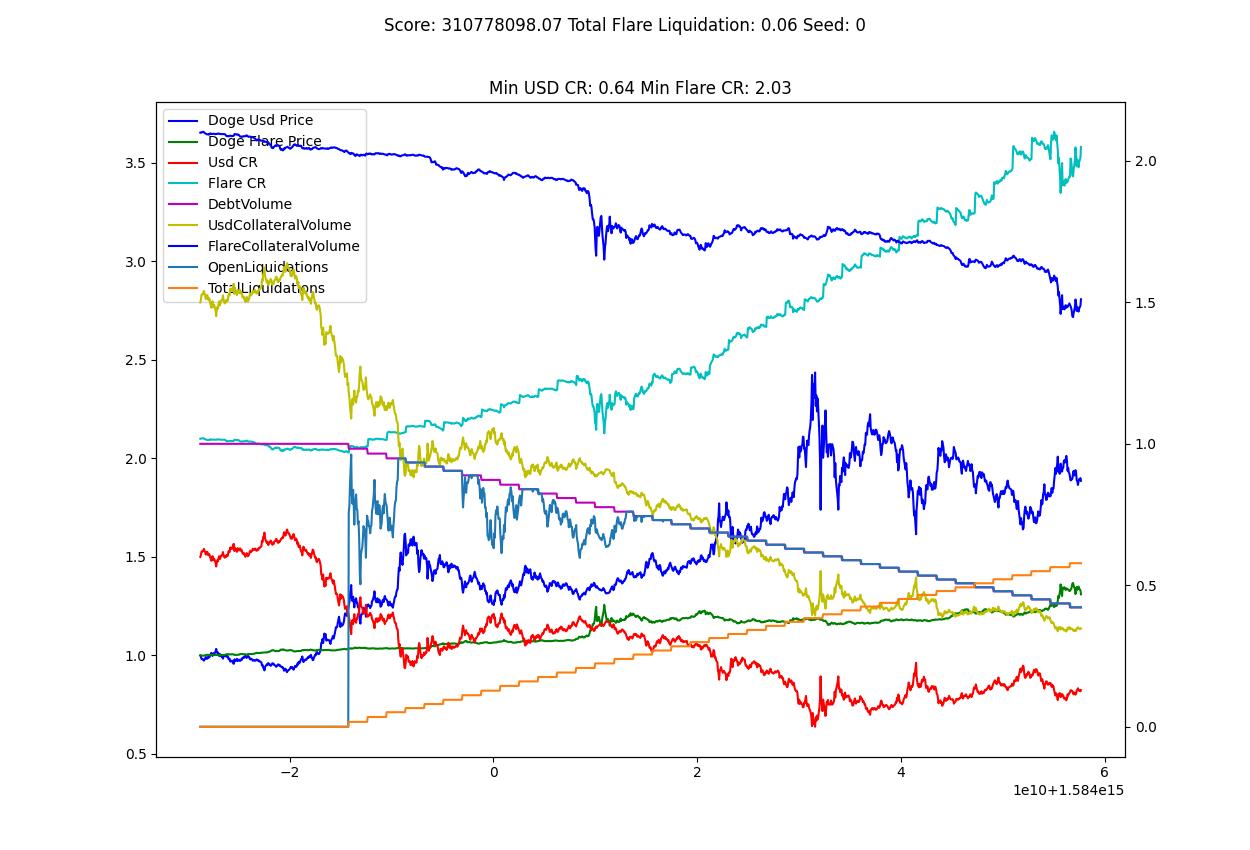 Score: 310778098.07 Total Flare Liquidation: 0.06 Seed: 0
Min USD CR: 0.64 Min Flare CR: 2.03
Doge Usd Price
Doge Flare Price
Usd CR
Flare CR
DebtVolume
UsdCollateralVolume
FlareCollateralVolume
OpenLiquidations
TotalLiquidations
3.5
3.0
2.5
2.0
1.5
1.0
0.5
2.0
1.5
1.0
0.5
0.0
−2
0
2
4
6
1e10+1.584e15